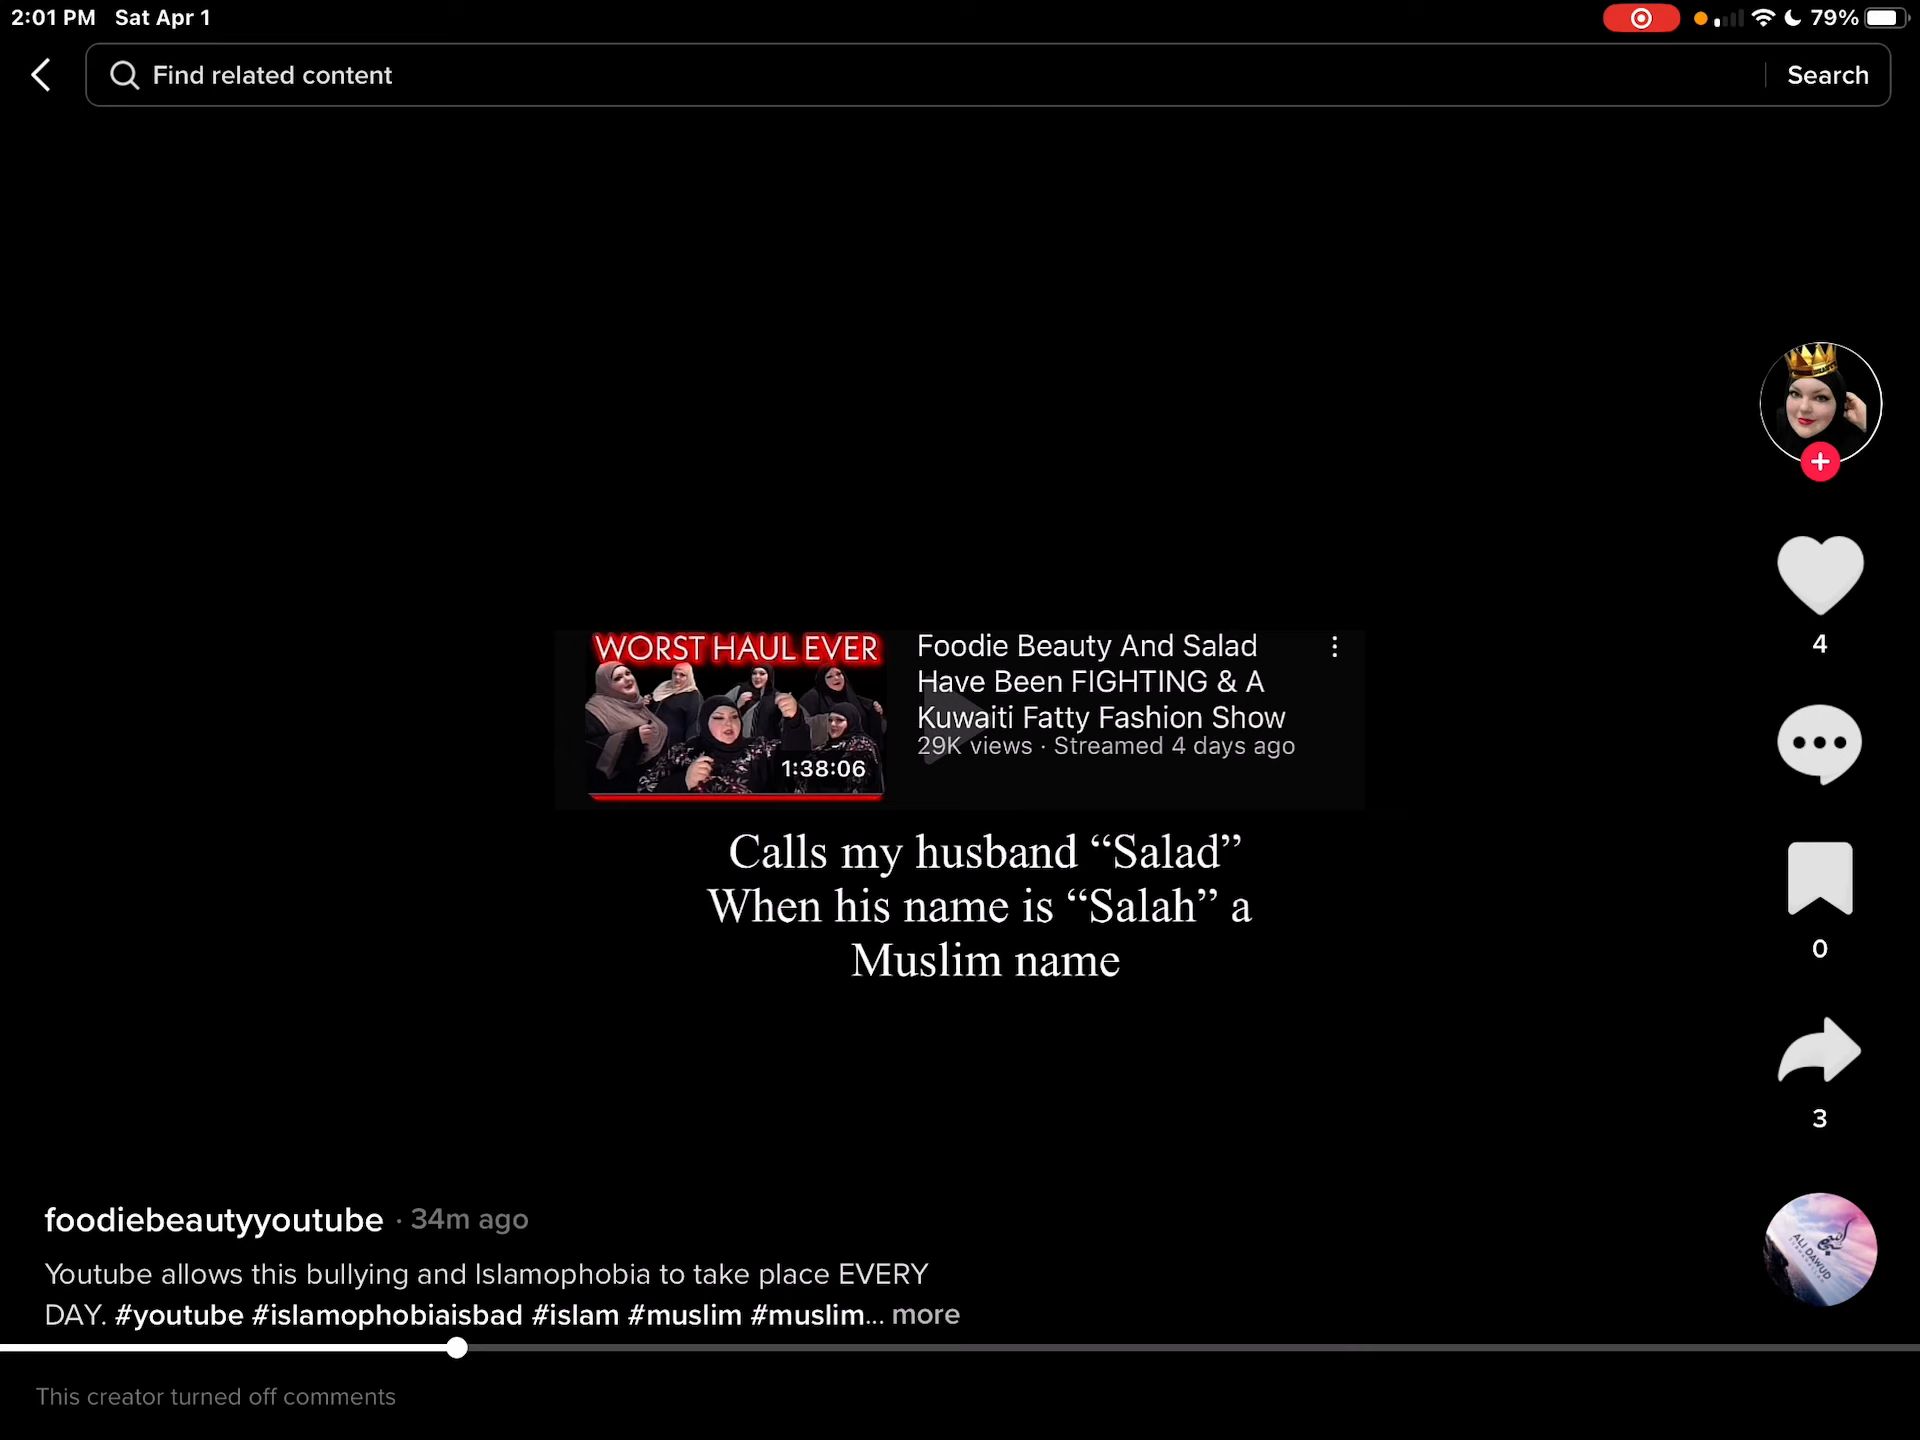 2:01 PM Sat Apr 1
79%
Find related content
Search
WORST HAUL EVER
1:38:06
Foodie Beauty And Salad
Have Been FIGHTING & A
Kuwaiti Fatty Fashion Show
29K views · Streamed 4 days ago
Calls my husband “Salad”
When his name is “Salah” a
Muslim name
4
0
3
foodiebeautyyoutube · 34m ago
Youtube allows this bullying and Islamophobia to take place EVERY
DAY. #youtube #islamophobiaisbad #islam #muslim #muslim... more
ALI DAWUD
This creator turned off comments